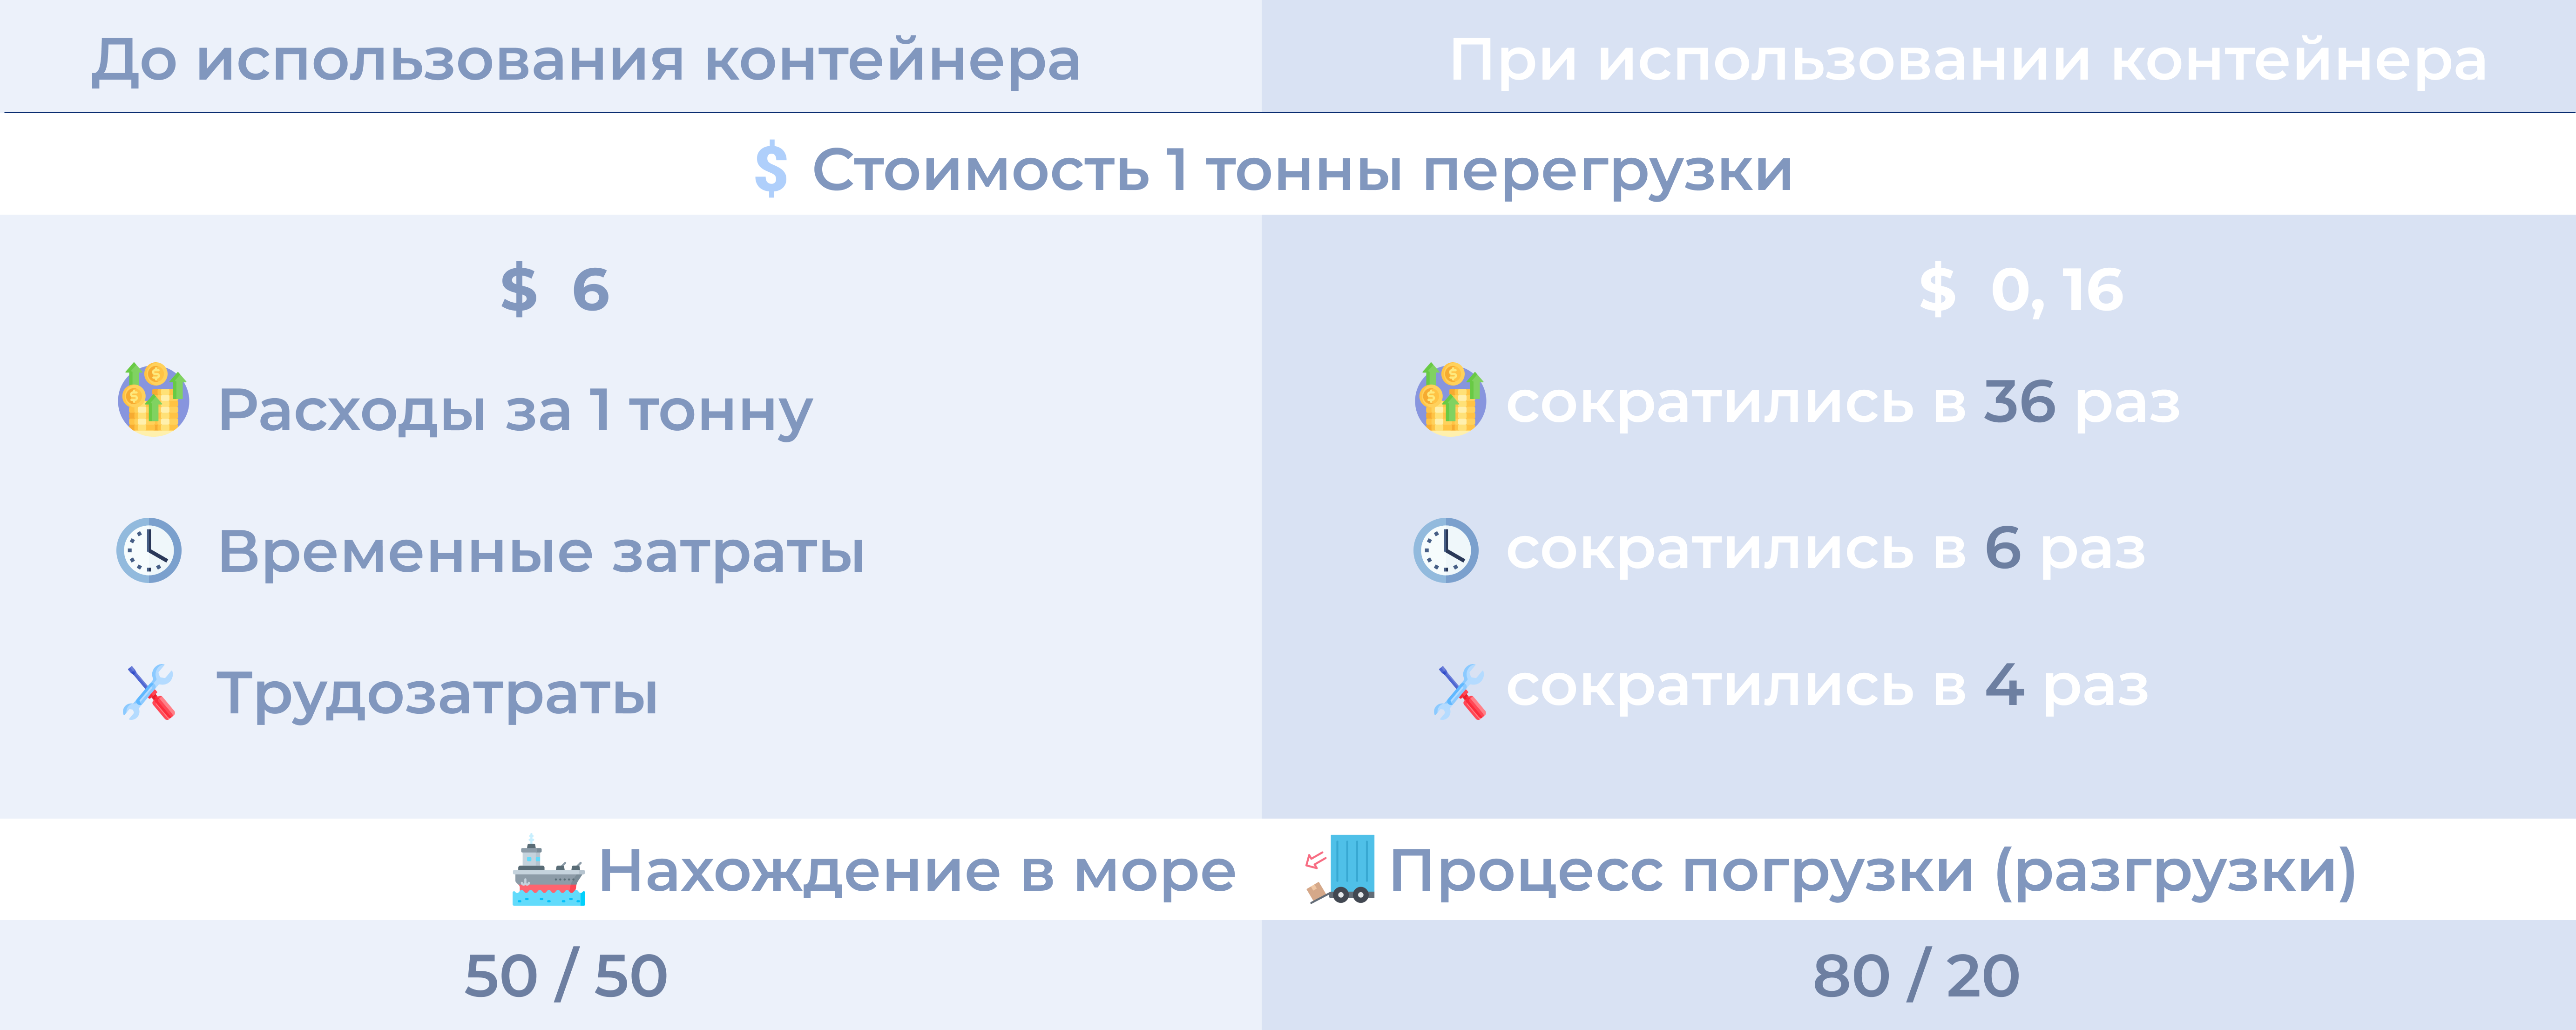 До использования контейнера
При использовании контейнера
$ Стоимость 1 тонны перегрузки
$ 6
$ 0, 16
Расходы за 1 тонну
сократились в 36 раз
Временные затраты
сократились в 6 раз
Трудозатраты
сократились в 4 раз
Нахождение в море
Процесс погрузки (разгрузки)
50 / 50
80 / 20